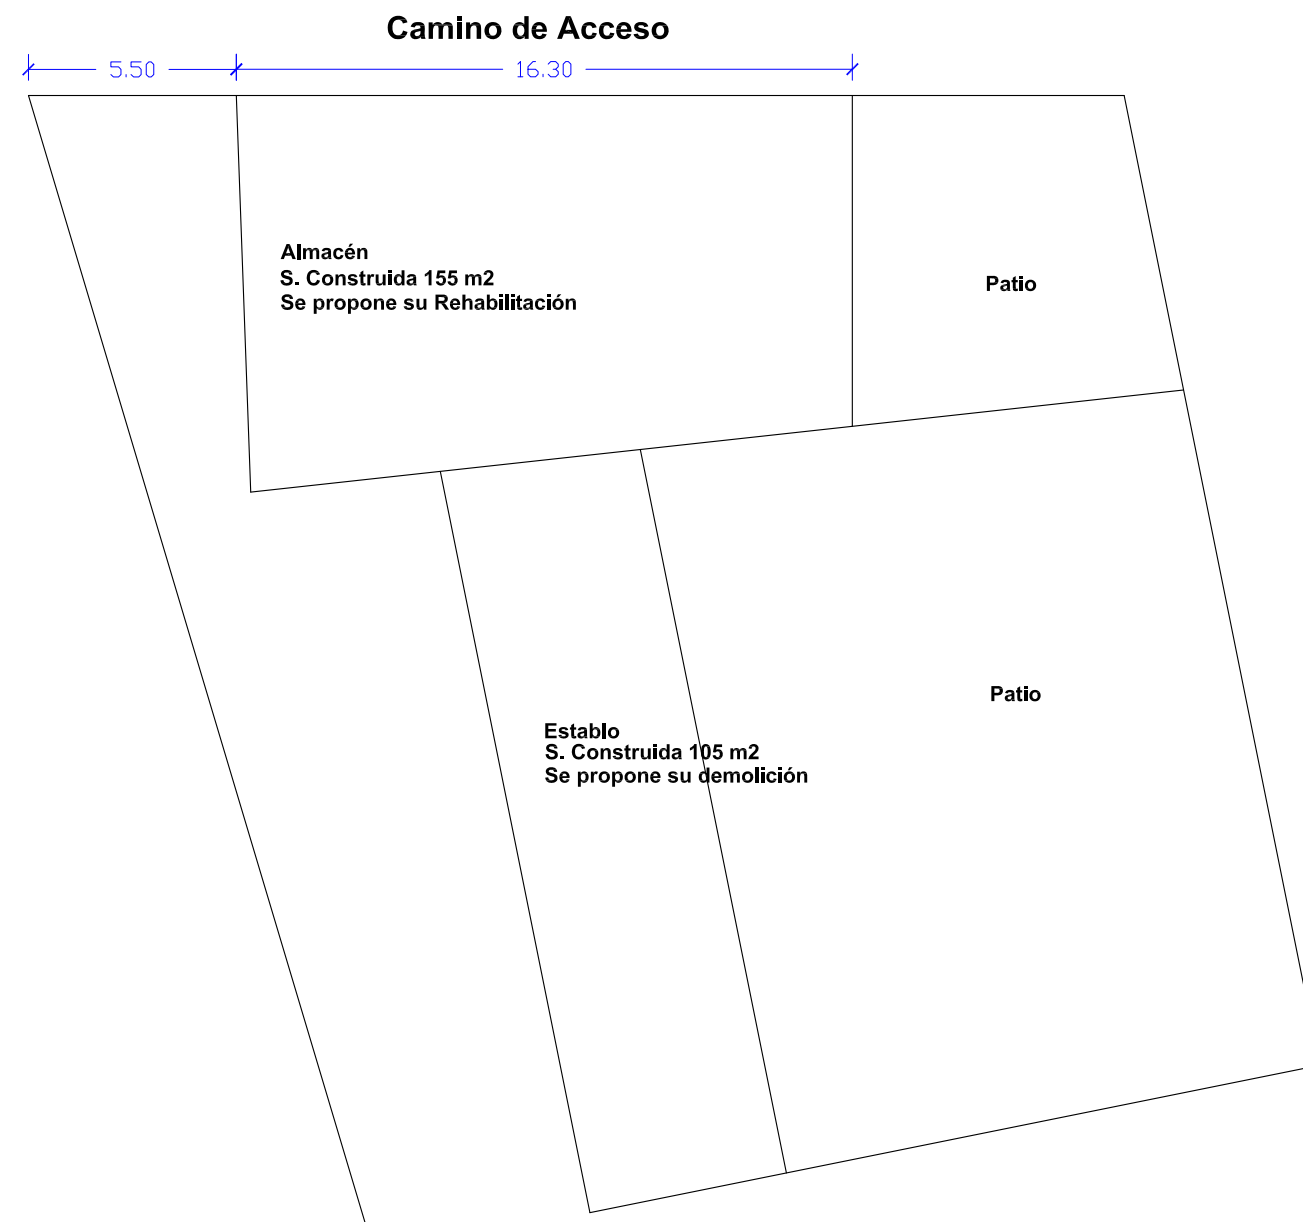 Camino de Acceso
5.50
16.30
Almacén
S. Construida 155 m2
Se propone su Rehabilitación
Patio
Patio
Establo
S. Construida 105 m2
Se propone su demolición